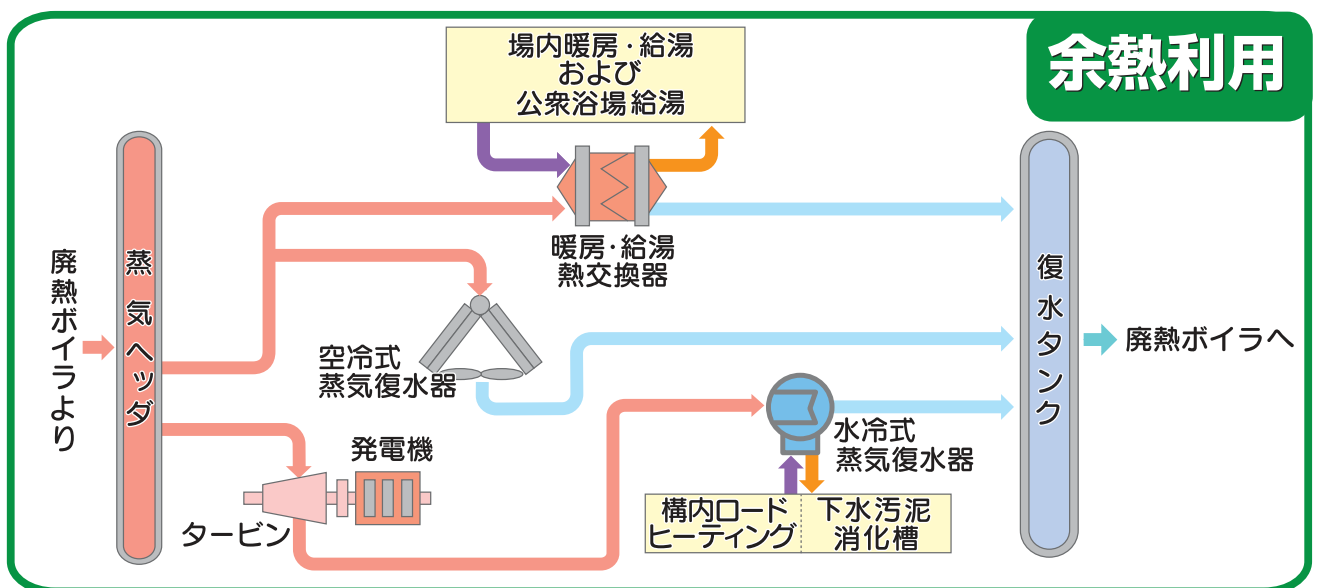 余熱利用
場内暖房・給湯
および
公衆浴場給湯
廃熱ボイラより
蒸気ヘッダ
暖房・給湯
熱交換器
空冷式
蒸気復水器
発電機
タービン
水冷式
蒸気復水器
構内ロード
ヒーティング
下水汚泥
消化槽
復水タンク
廃熱ボイラへ